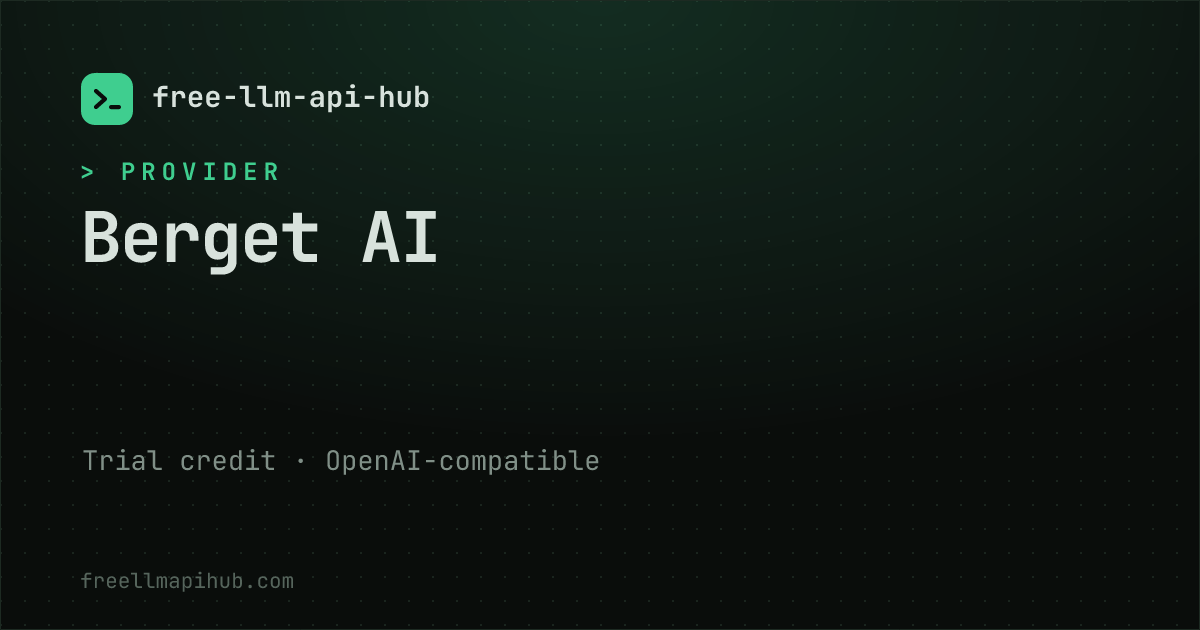 free-llm-api-hub
> PROVIDER
Berget AI
Trial credit · OpenAI-compatible
freellmapihub.com